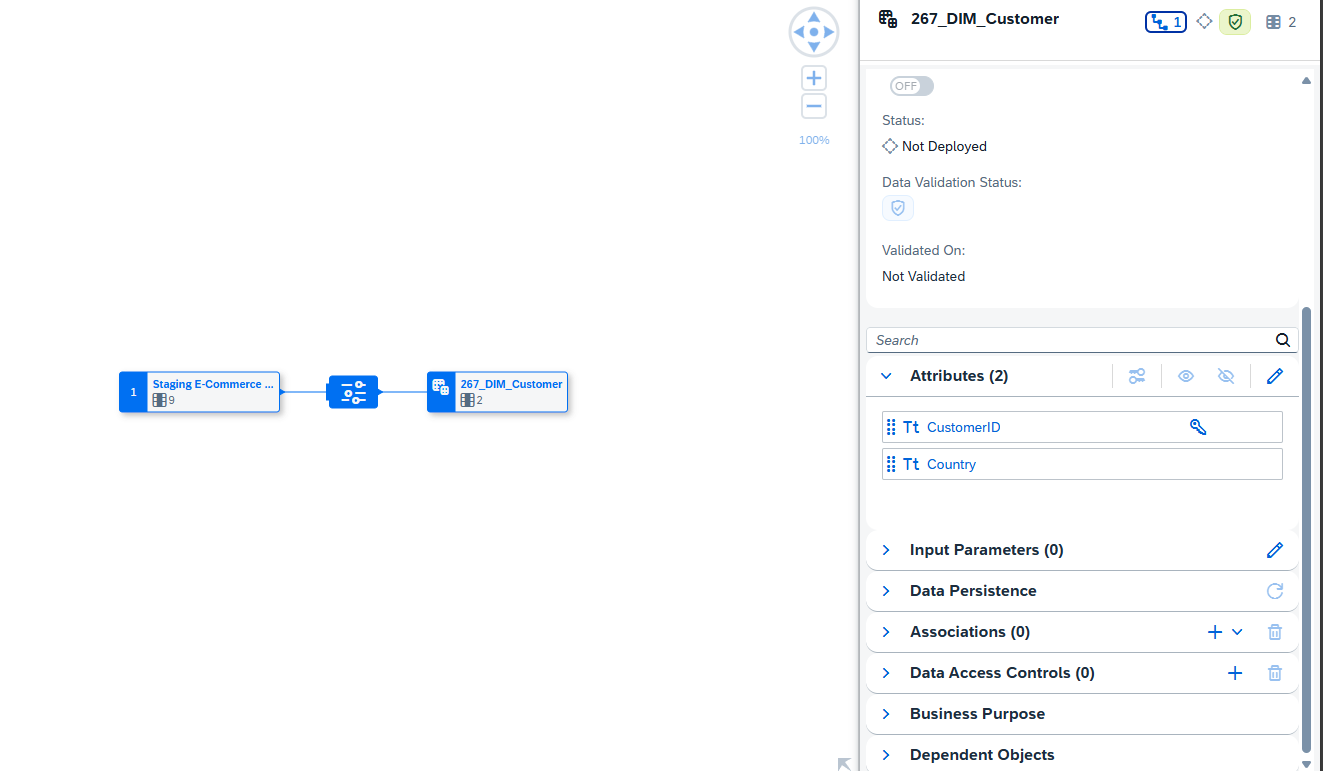 267_DIM_Customer
1
2
OFF
Status:
Not Deployed
Data Validation Status:
Validated On:
Not Validated
100%
1
Staging E-Commerce ...
9
267_DIM_Customer
2
Search
Attributes (2)
Tt CustomerID
Tt Country
Input Parameters (0)
Data Persistence
Associations (0)
Data Access Controls (0)
Business Purpose
Dependent Objects